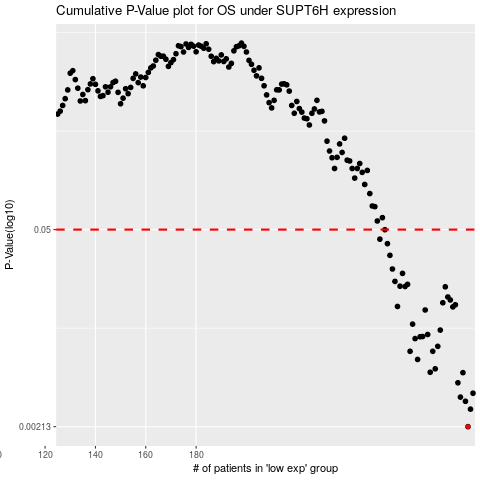 Cumulative P-Value plot for OS under SUPT6H expression
P-Value(log10)
0.05
0.00213
0
120
140
160
180
# of patients in 'low exp' group